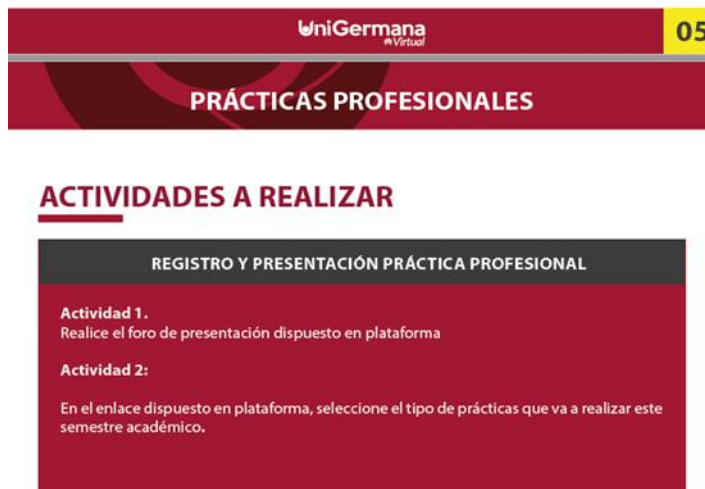 UniGermana
Virtual
05
PRÁCTICAS PROFESIONALES
ACTIVIDADES A REALIZAR
REGISTRO Y PRESENTACIÓN PRÁCTICA PROFESIONAL
Actividad 1.
Realice el foro de presentación dispuesto en plataforma
Actividad 2:
En el enlace dispuesto en plataforma, seleccione el tipo de prácticas que va a realizar este
semestre académico.